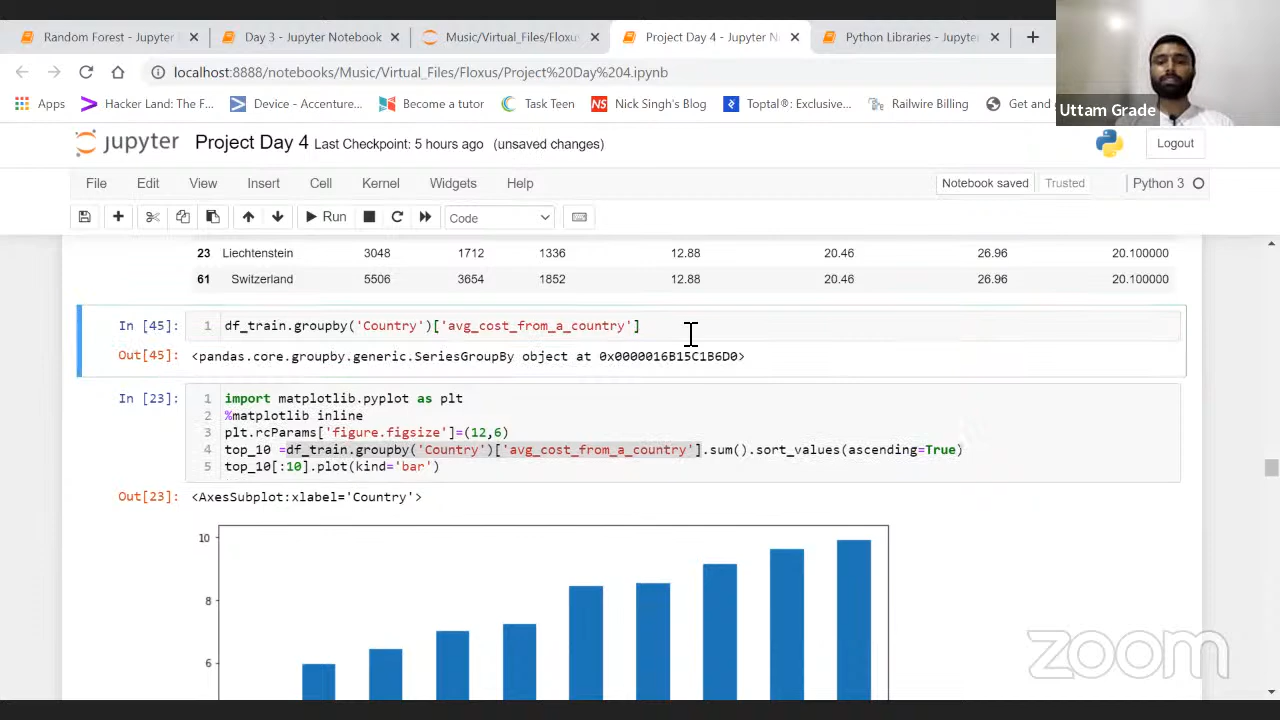 Random Forest - Jupyter
Day 3 - Jupyter Notebook
Music/Virtual_Files/Floxus
Project Day 4 - Jupyter N
Python Libraries - Jupyter
localhost:8888/notebooks/Music/Virtual_Files/Floxus/Project%20Day%204.ipynb
Apps
Hacker Land: The F...
Device - Accenture...
Become a tutor
Task Teen
NS
Nick Singh's Blog
Toptal®: Exclusive...
Railwire Billing
Get and
Uttam Grade
jupyter
Project Day 4 Last Checkpoint: 5 hours ago (unsaved changes)
Logout
File Edit View Insert Cell Kernel Widgets Help
Notebook saved
Trusted
Python 3
Run
Code
23 Liechtenstein 3048 1712 1336 12.88 20.46 26.96 20.100000
61 Switzerland 5506 3654 1852 12.88 20.46 26.96 20.100000
In [45]: 1 df_train.groupby('Country')['avg_cost_from_a_country']
Out[45]: <pandas.core.groupby.generic.SeriesGroupBy object at 0x0000016B15C1B6D0>
In [23]: 1 import matplotlib.pyplot as plt
2 %matplotlib inline
3 plt.rcParams['figure.figsize']=(12,6)
4 top_10 =df_train.groupby('Country')['avg_cost_from_a_country'].sum().sort_values(ascending=True)
5 top_10[:10].plot(kind='bar')
Out[23]: <AxesSubplot:xlabel='Country'>
10
8
6
zoom